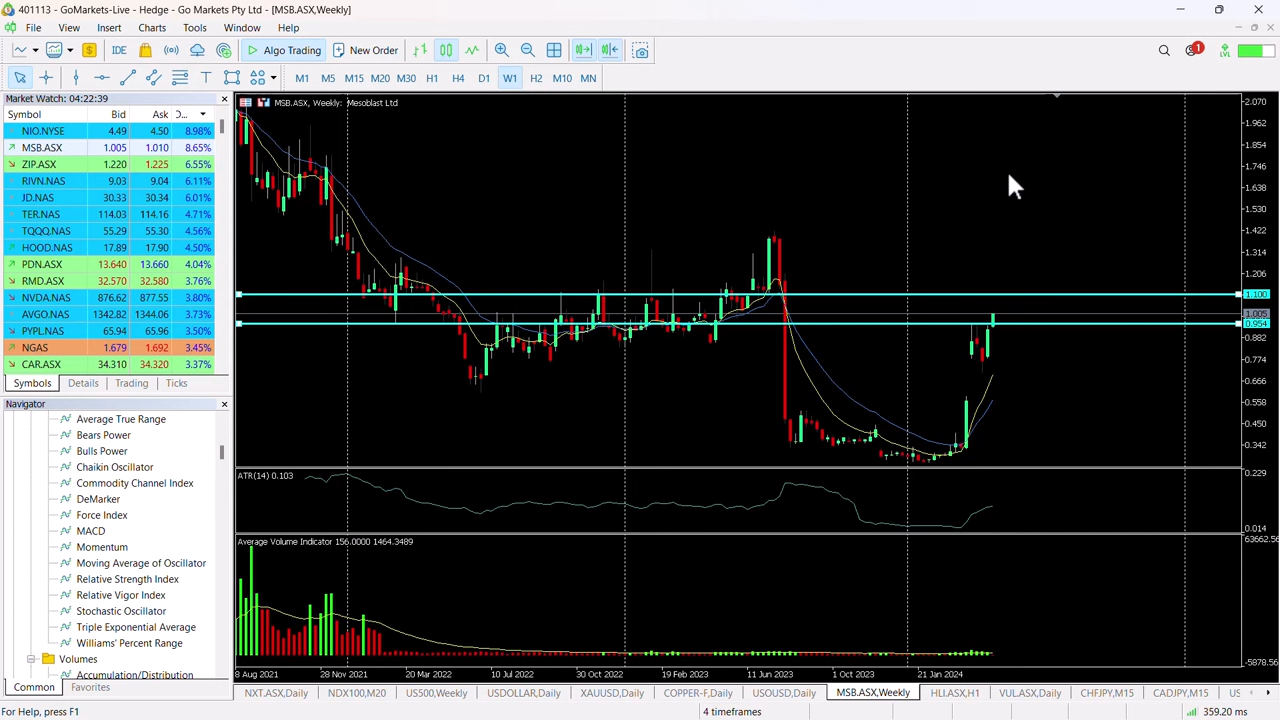 401113 - GoMarkets-Live - Hedge - Go Markets Pty Ltd - [MSB.ASX,Weekly]
File View Insert Charts Tools Window Help
IDE Algo Trading New Order 1 LVL
M1 M5 M15 M20 M30 H1 H4 D1 W1 H2 M10 MN
Market Watch: 04:22:39
Symbol Bid Ask D...
NIO.NYSE 4.49 4.50 8.98%
MSB.ASX 1.005 1.010 8.65%
ZIP.ASX 1.220 1.225 6.55%
RIVN.NAS 9.03 9.04 6.11%
JD.NAS 30.33 30.34 6.01%
TER.NAS 114.03 114.16 4.71%
TQQQ.NAS 55.29 55.30 4.56%
HOOD.NAS 17.89 17.90 4.50%
PDN.ASX 13.640 13.660 4.04%
RMD.ASX 32.570 32.580 3.76%
NVDA.NAS 876.62 877.55 3.80%
AVGO.NAS 1342.82 1344.06 3.73%
PYPL.NAS 65.94 65.96 3.50%
NGAS 1.679 1.692 3.45%
CAR.ASX 34.310 34.320 3.37%
Symbols Details Trading Ticks
Navigator
Average True Range
Bears Power
Bulls Power
Chaikin Oscillator
Commodity Channel Index
DeMarker
Force Index
MACD
Momentum
Moving Average of Oscillator
Relative Strength Index
Relative Vigor Index
Stochastic Oscillator
Triple Exponential Average
Williams' Percent Range
Volumes
Accumulation/Distribution
Common Favorites
MSB.ASX, Weekly: Mesoblast Ltd
2.070
1.962
1.854
1.746
1.638
1.530
1.422
1.314
1.206
1.100
1.005
0.954
0.882
0.774
0.666
0.558
0.450
0.342
ATR(14) 0.103
0.229
0.014
Average Volume Indicator 156.0000 1464.3489
63662.56
-5878.56
8 Aug 2021 28 Nov 2021 20 Mar 2022 10 Jul 2022 30 Oct 2022 19 Feb 2023 11 Jun 2023 1 Oct 2023 21 Jan 2024
NXT.ASX,Daily NDX100,M20 US500,Weekly USDOLLAR,Daily XAUUSD,Daily COPPER-F,Daily USOUSD,Daily MSB.ASX,Weekly HLI.ASX,H1 VUL.ASX,Daily CHFJPY,M15 CADJPY,M15 US
For Help, press F1 4 timeframes 359.20 ms